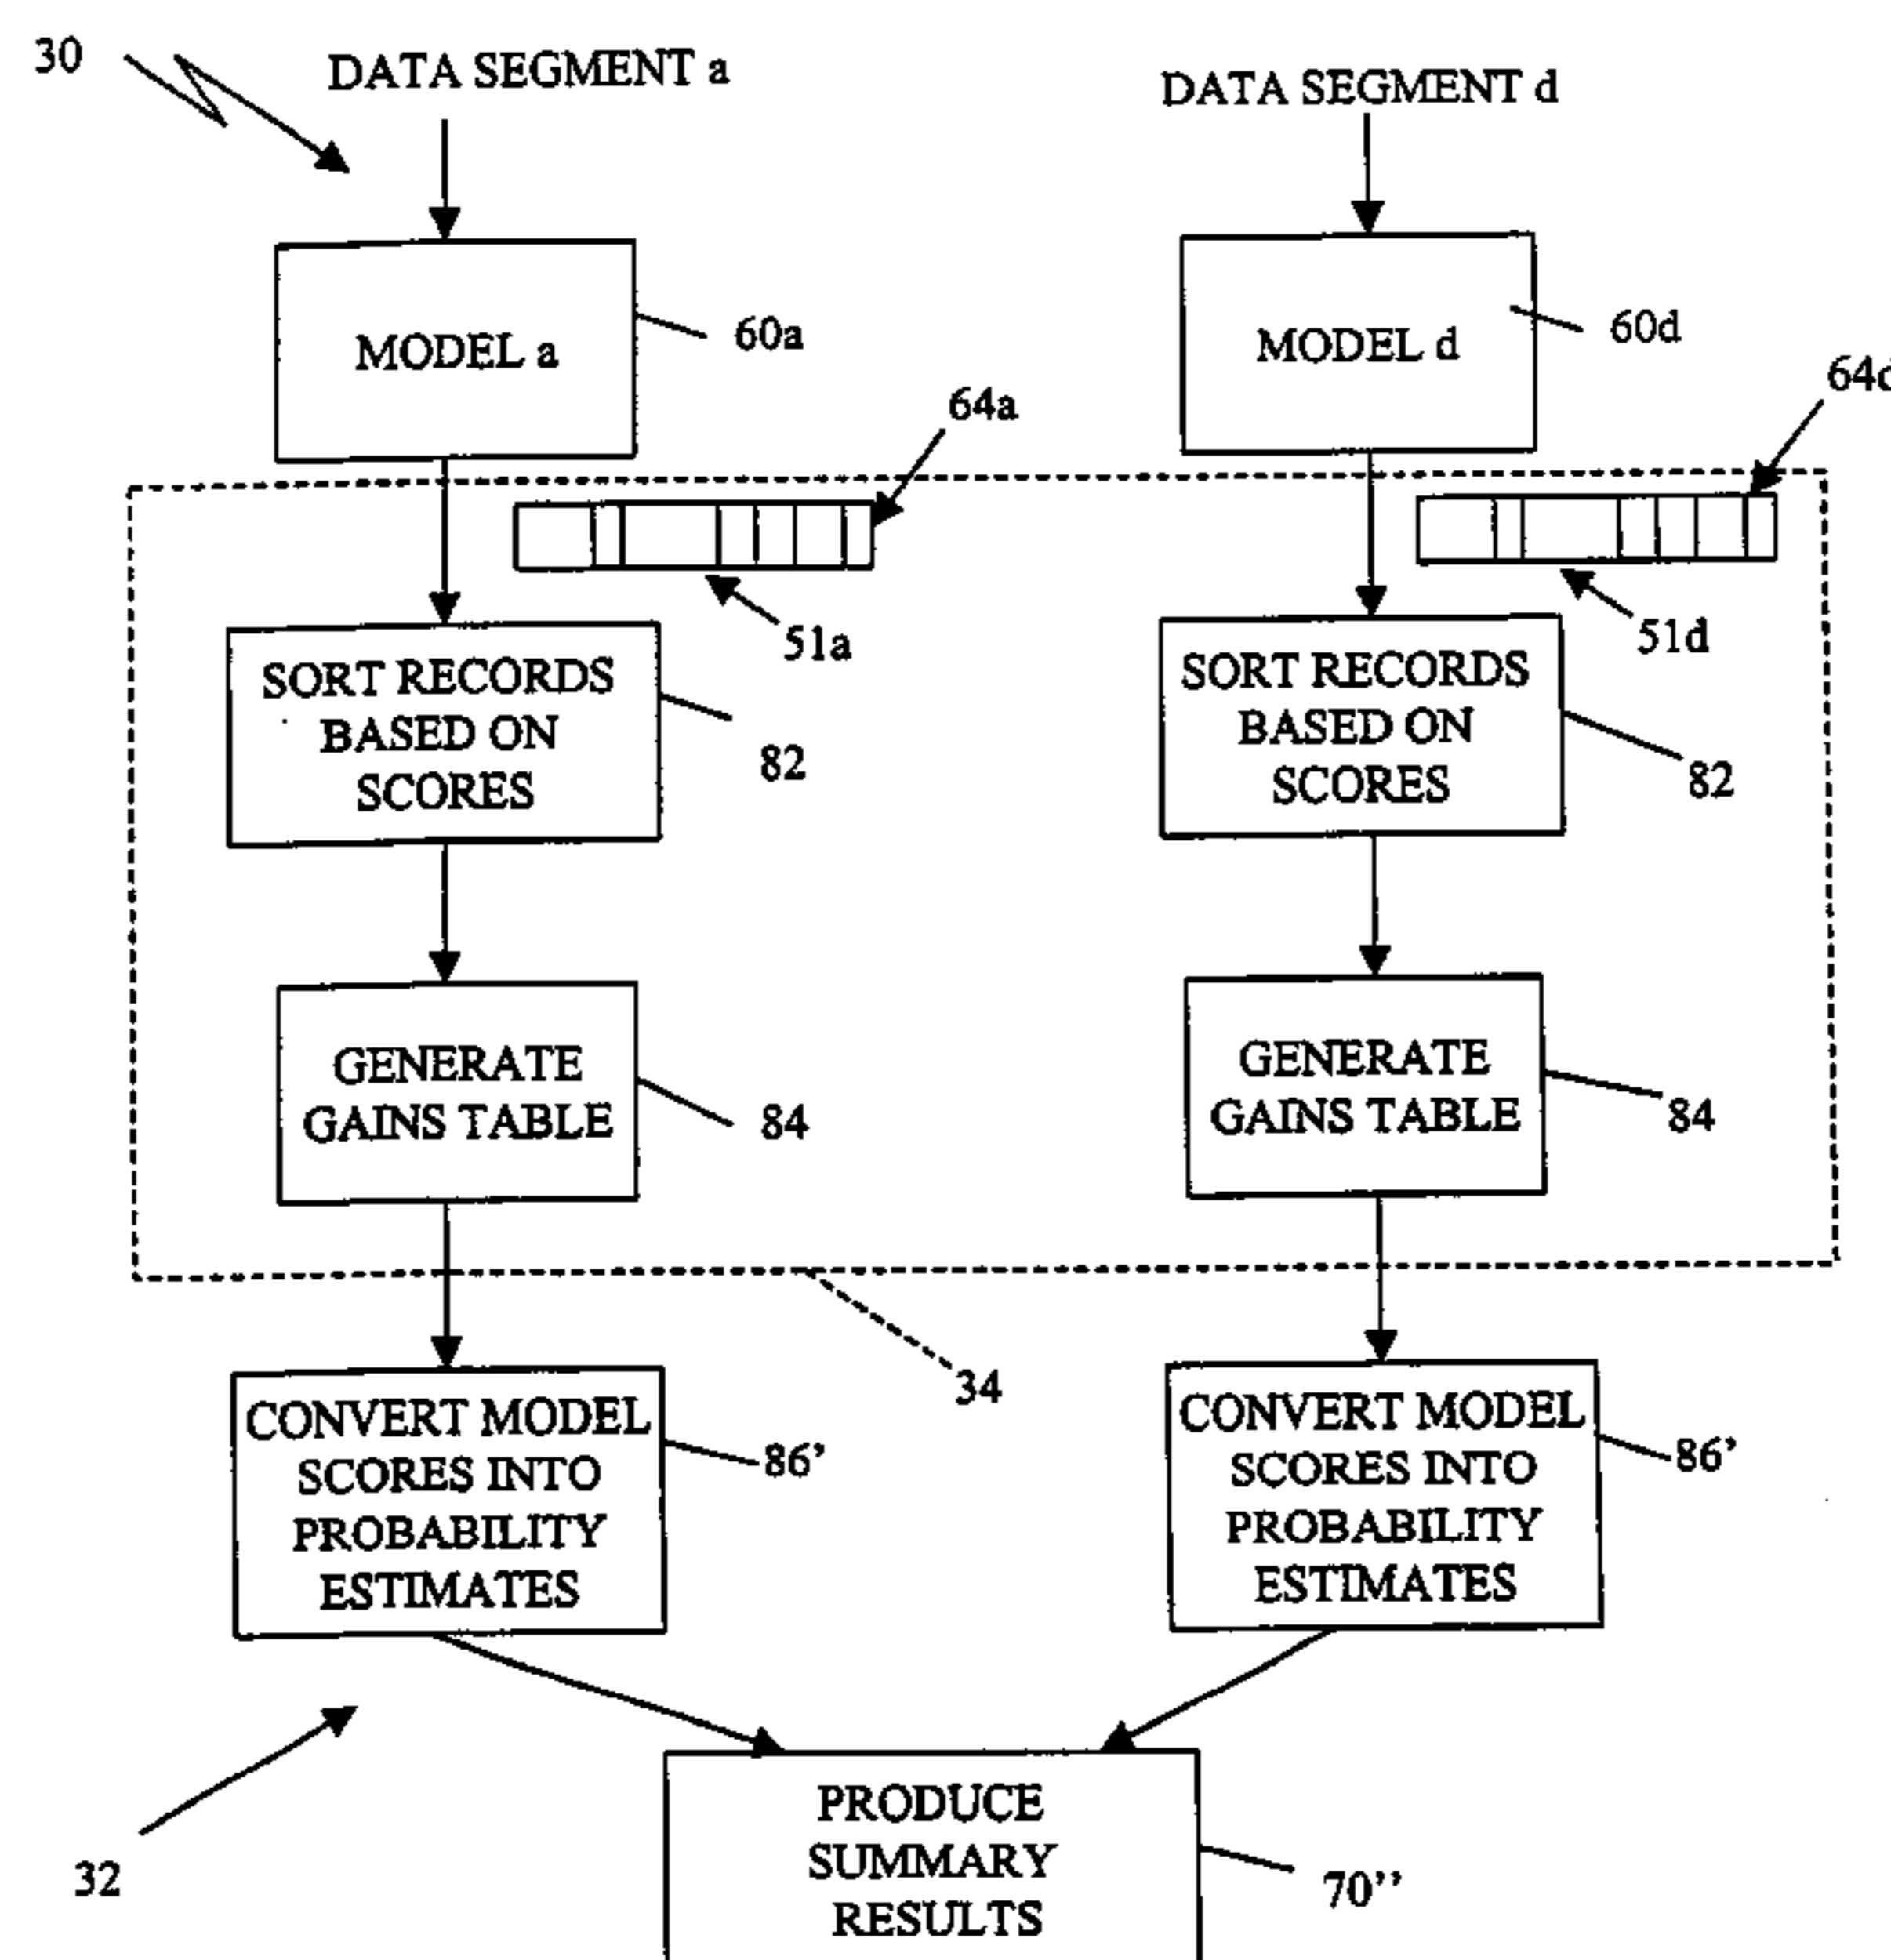 30
DATA SEGMENT a
DATA SEGMENT d
MODEL a
60a
MODEL d
60d
64a
64d
51a
51d
SORT RECORDS
BASED ON
SCORES
82
SORT RECORDS
BASED ON
SCORES
82
GENERATE
GAINS TABLE
84
GENERATE
GAINS TABLE
84
34
CONVERT MODEL
SCORES INTO
PROBABILITY
ESTIMATES
86’
CONVERT MODEL
SCORES INTO
PROBABILITY
ESTIMATES
86’
32
PRODUCE
SUMMARY
RESULTS
70’’